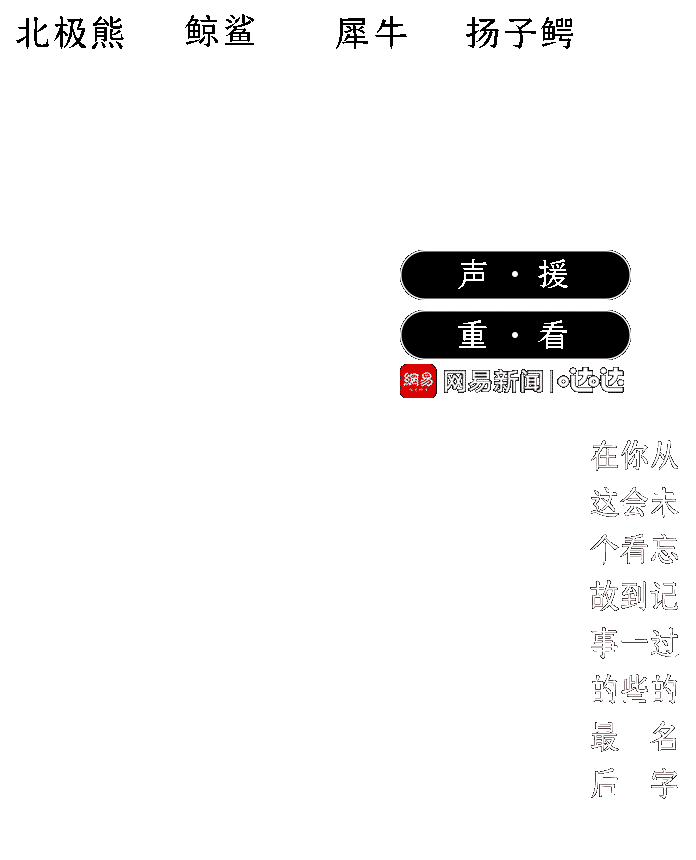 北极熊 鲸鲨 犀牛 扬子鳄
声·援
重·看
網易 网易新闻|哒哒
在这个故事的最后
你会看到一些
从未忘记过的名字